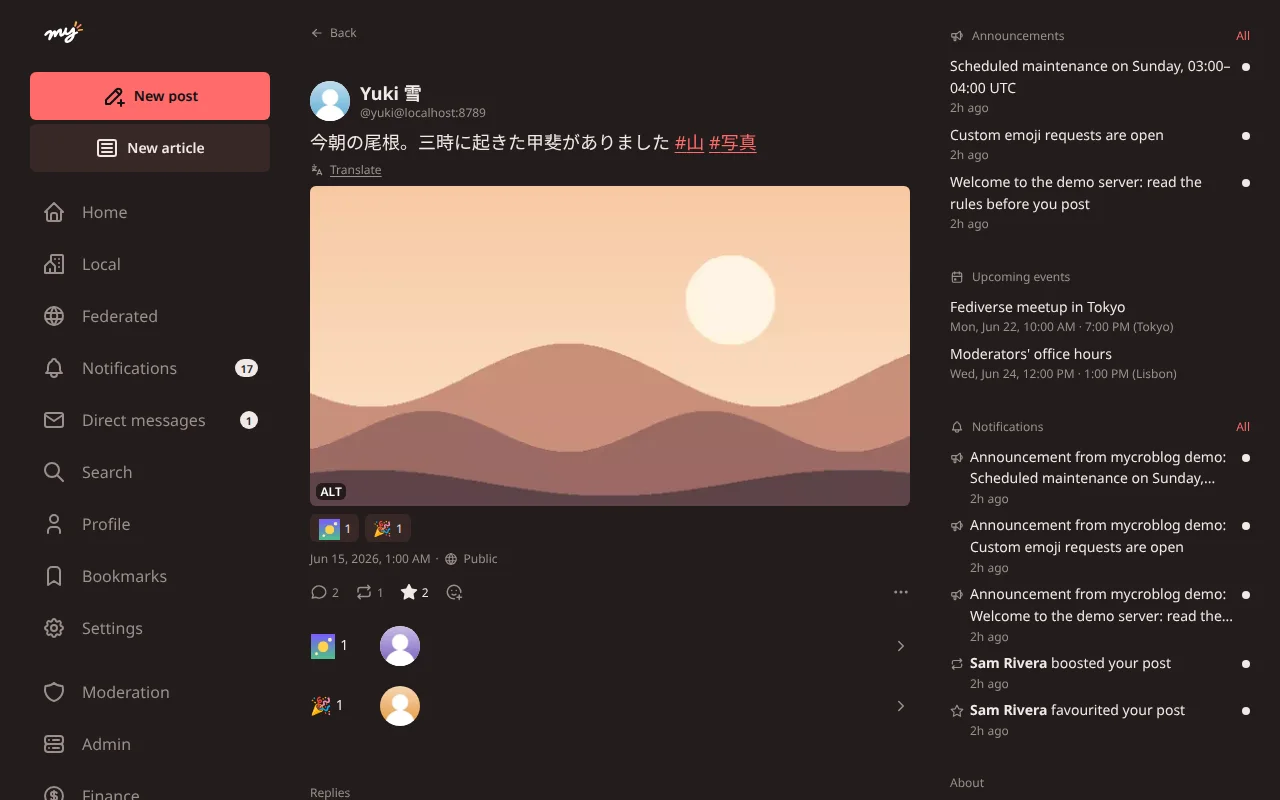 my
New post
New article
Home
Local
Federated
Notifications
17
Direct messages
1
Search
Profile
Bookmarks
Settings
Moderation
Admin
Finance
Back
Yuki 雪
@yuki@localhost:8789
今朝の尾根。三時に起きた甲斐がありました #山 #写真
Translate
ALT
1
1
Jun 15, 2026, 1:00 AM · Public
2
1
2
1
1
Replies
Announcements
All
Scheduled maintenance on Sunday, 03:00–
04:00 UTC
2h ago
Custom emoji requests are open
2h ago
Welcome to the demo server: read the
rules before you post
2h ago
Upcoming events
Fediverse meetup in Tokyo
Mon, Jun 22, 10:00 AM · 7:00 PM (Tokyo)
Moderators' office hours
Wed, Jun 24, 12:00 PM · 1:00 PM (Lisbon)
Notifications
All
Announcement from mycroblog demo:
Scheduled maintenance on Sunday,...
2h ago
Announcement from mycroblog demo:
Custom emoji requests are open
2h ago
Announcement from mycroblog demo:
Welcome to the demo server: read the...
2h ago
Sam Rivera boosted your post
2h ago
Sam Rivera favourited your post
2h ago
About